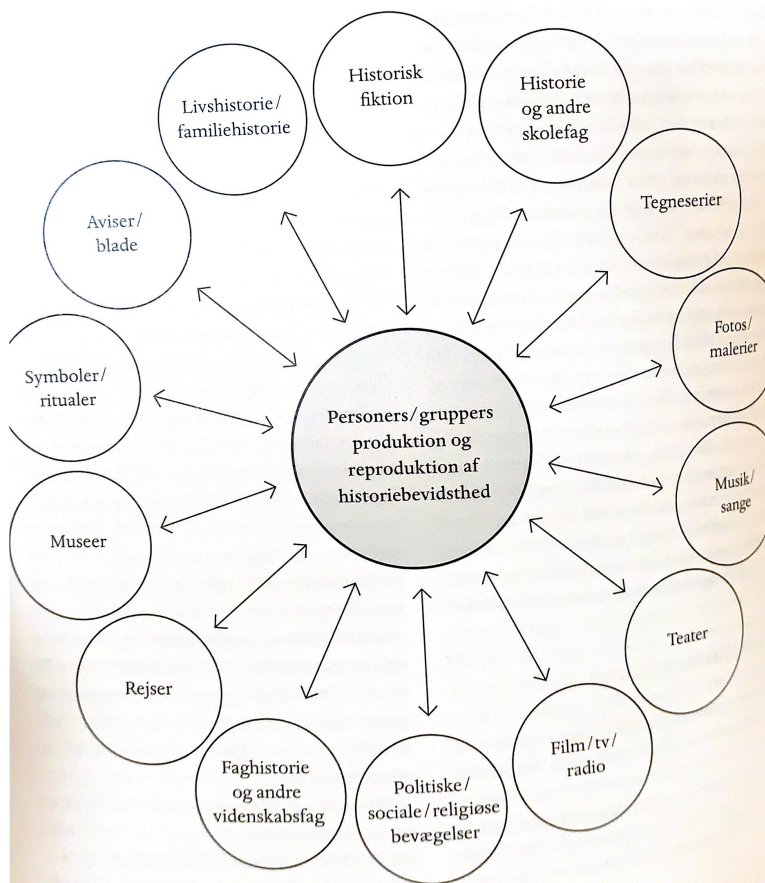 Historisk
fiktion
Historie
og andre
skolefag
Tegneserier
Fotos/
malerier
Musik/
sange
Teater
Film/tv/
radio
Politiske/
sociale/religiøse
bevægelser
Faghistorie
og andre
videnskabsfag
Rejser
Museer
Symboler/
ritualer
Aviser/
blade
Livshistorie/
familiehistorie
Personers/gruppers
produktion og
reproduktion af
historiebevidsthed